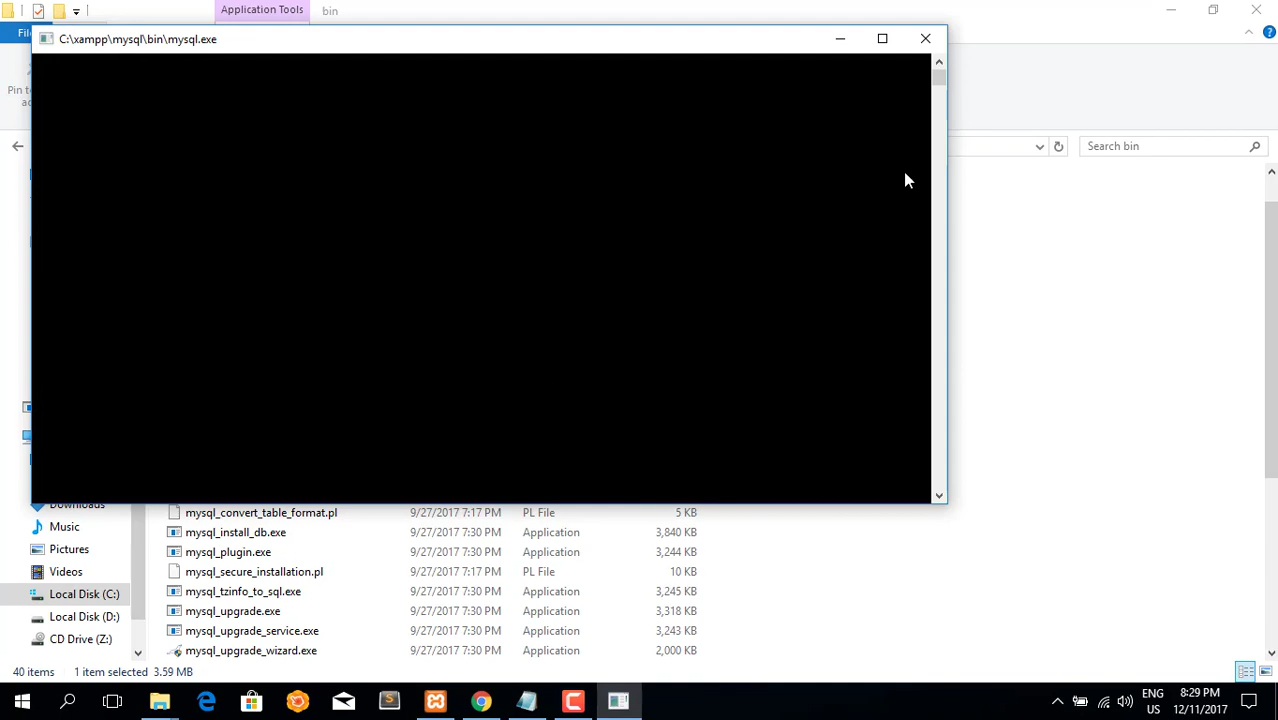 Application Tools
bin
C:\xampp\mysql\bin\mysql.exe
Search bin
Downloads
Music
Pictures
Videos
Local Disk (C:)
Local Disk (D:)
CD Drive (Z:)
mysql_convert_table_format.pl 9/27/2017 7:17 PM PL File 5 KB
mysql_install_db.exe 9/27/2017 7:30 PM Application 3,840 KB
mysql_plugin.exe 9/27/2017 7:30 PM Application 3,244 KB
mysql_secure_installation.pl 9/27/2017 7:17 PM PL File 10 KB
mysql_tzinfo_to_sql.exe 9/27/2017 7:30 PM Application 3,245 KB
mysql_upgrade.exe 9/27/2017 7:30 PM Application 3,318 KB
mysql_upgrade_service.exe 9/27/2017 7:30 PM Application 3,243 KB
mysql_upgrade_wizard.exe 9/27/2017 7:30 PM Application 2,000 KB
40 items 1 item selected 3.59 MB
ENG 8:29 PM
US 12/11/2017